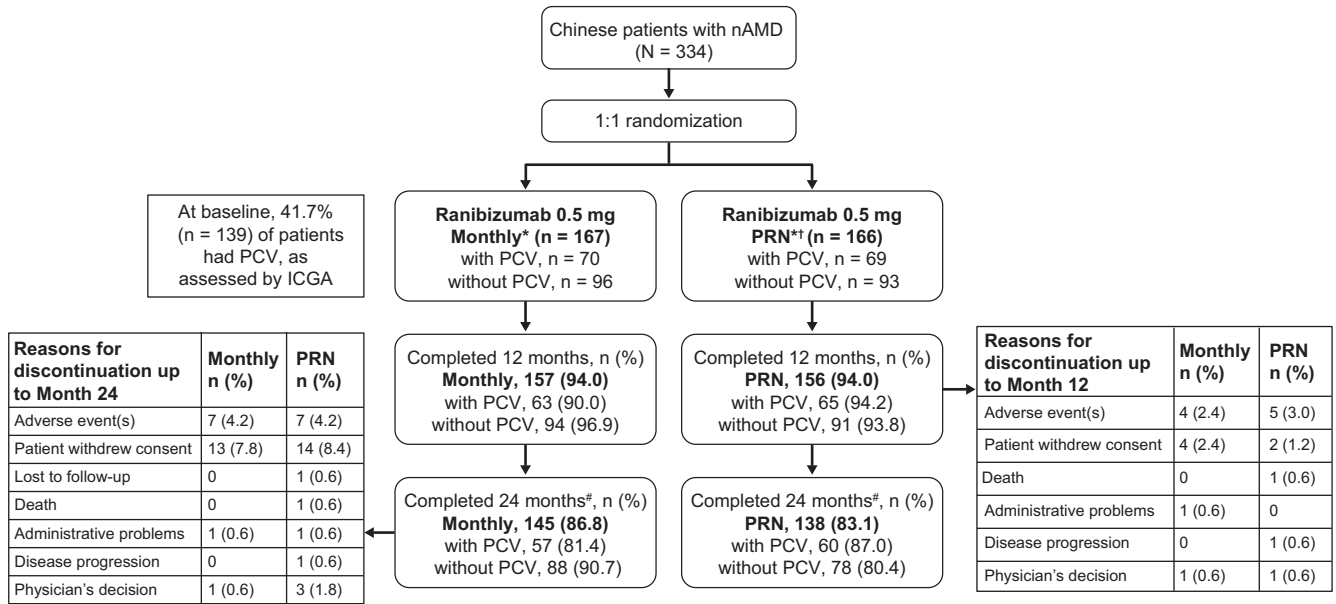 Chinese patients with nAMD
(N = 334)
1:1 randomization
At baseline, 41.7%
(n = 139) of patients
had PCV, as
assessed by ICGA
Ranibizumab 0.5 mg
Monthly* (n = 167)
with PCV, n = 70
without PCV, n = 96
Ranibizumab 0.5 mg
PRN*† (n = 166)
with PCV, n = 69
without PCV, n = 93
Completed 12 months, n (%)
Monthly, 157 (94.0)
with PCV, 63 (90.0)
without PCV, 94 (96.9)
Completed 12 months, n (%)
PRN, 156 (94.0)
with PCV, 65 (94.2)
without PCV, 91 (93.8)
Completed 24 months#, n (%)
Monthly, 145 (86.8)
with PCV, 57 (81.4)
without PCV, 88 (90.7)
Completed 24 months#, n (%)
PRN, 138 (83.1)
with PCV, 60 (87.0)
without PCV, 78 (80.4)
Reasons for
discontinuation up
to Month 24
Monthly
n (%)
PRN
n (%)
Adverse event(s) 7 (4.2) 7 (4.2)
Patient withdrew consent 13 (7.8) 14 (8.4)
Lost to follow-up 0 1 (0.6)
Death 0 1 (0.6)
Administrative problems 1 (0.6) 1 (0.6)
Disease progression 0 1 (0.6)
Physician's decision 1 (0.6) 3 (1.8)
Reasons for
discontinuation up
to Month 12
Monthly
n (%)
PRN
n (%)
Adverse event(s) 4 (2.4) 5 (3.0)
Patient withdrew consent 4 (2.4) 2 (1.2)
Death 0 1 (0.6)
Administrative problems 1 (0.6) 0
Disease progression 0 1 (0.6)
Physician's decision 1 (0.6) 1 (0.6)